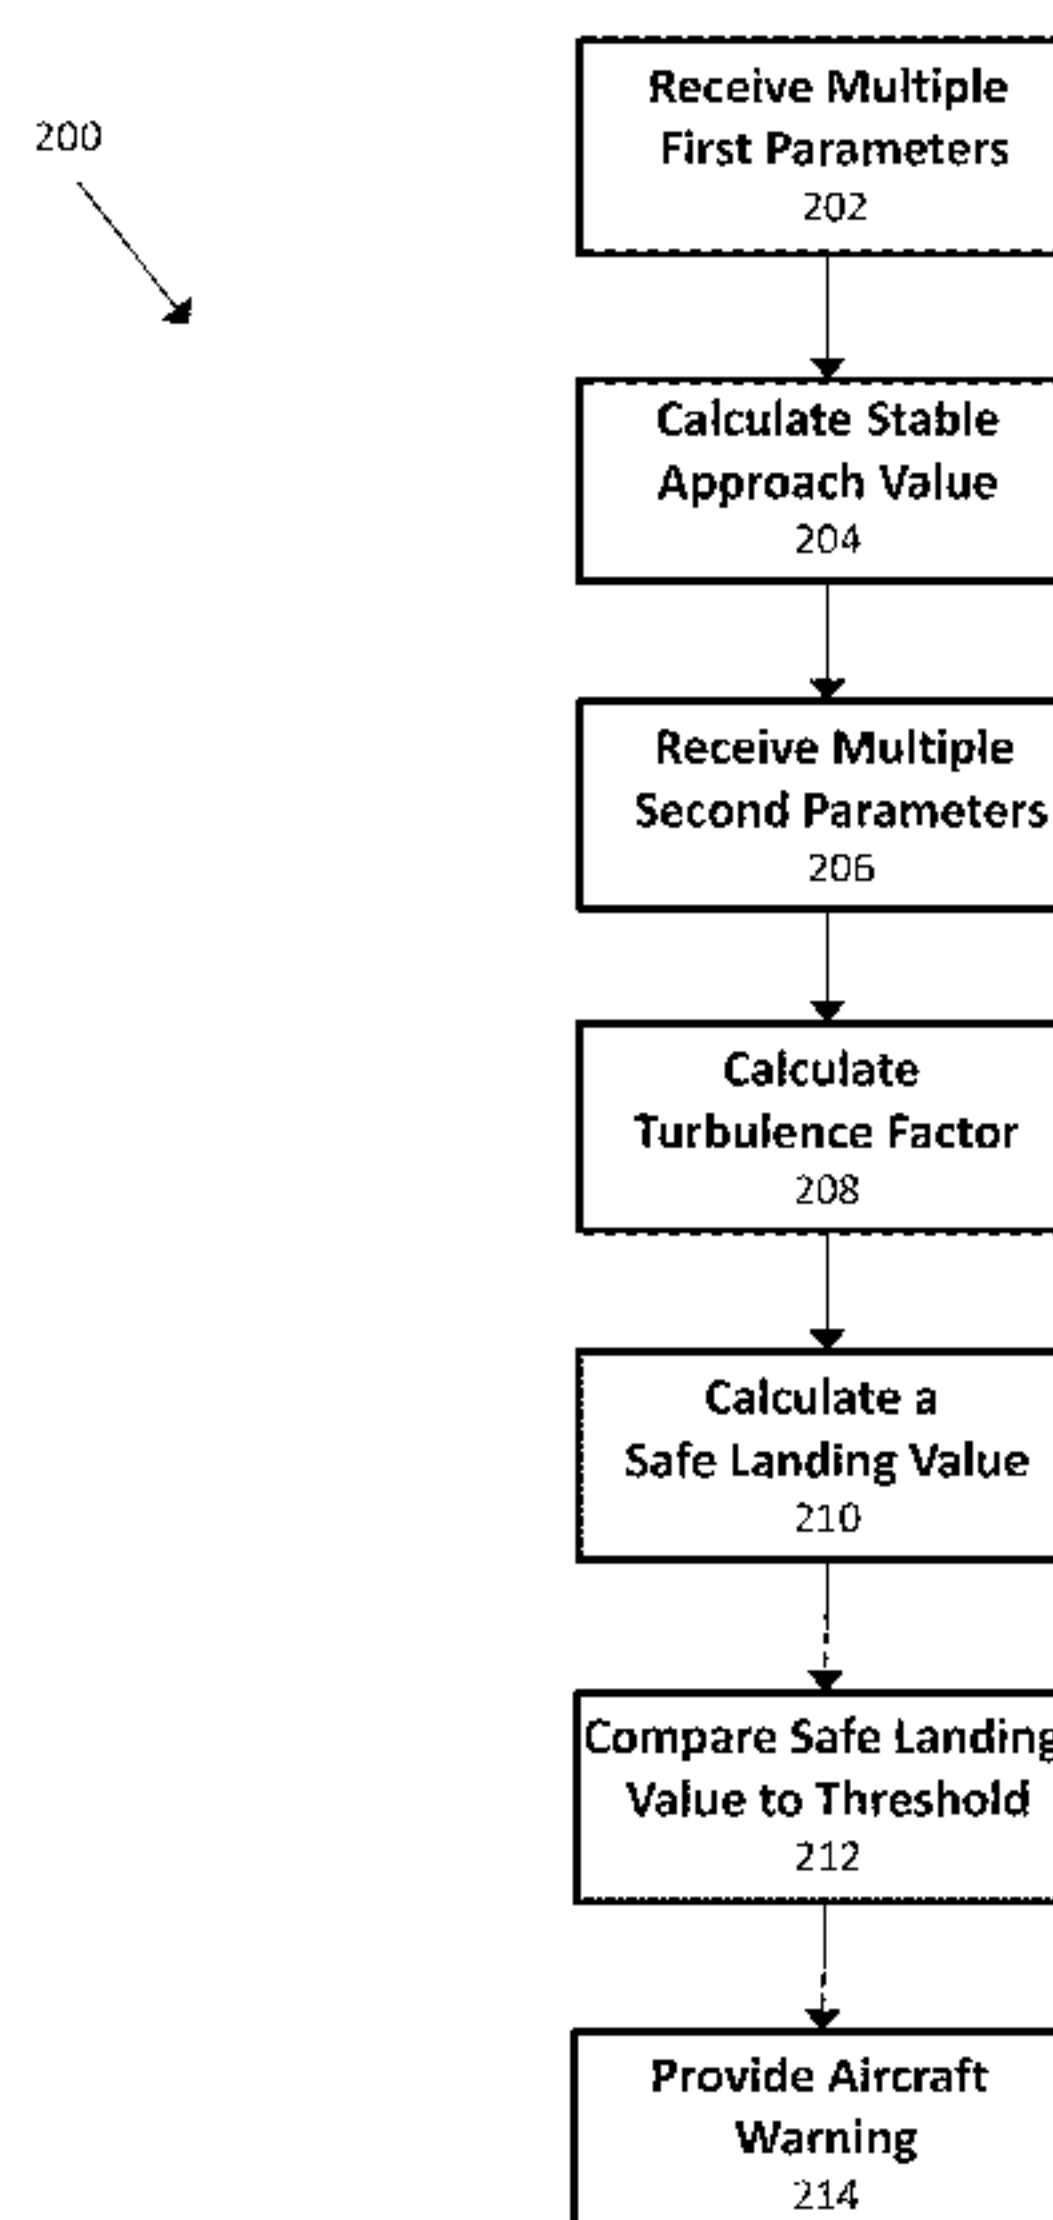 200
Receive Multiple
First Parameters
202
Calculate Stable
Approach Value
204
Receive Multiple
Second Parameters
206
Calculate
Turbulence Factor
208
Calculate a
Safe Landing Value
210
Compare Safe Landing
Value to Threshold
212
Provide Aircraft
Warning
214